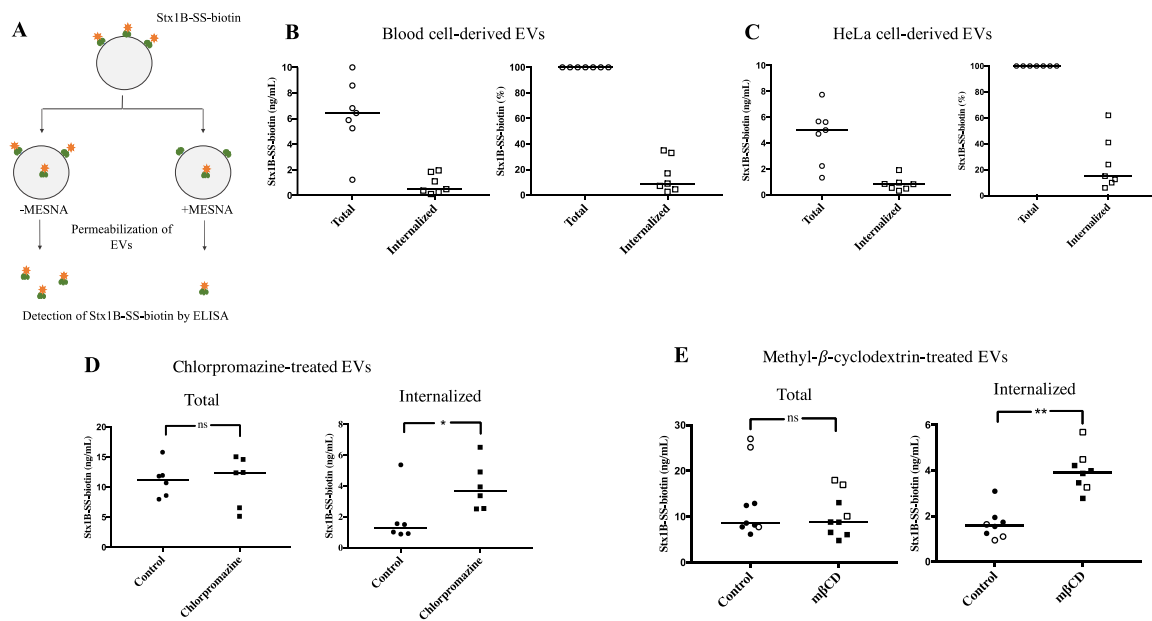 A
Stx1B-SS-biotin
-MESNA
+MESNA
Permeabilization of
EVs
Detection of Stx1B-SS-biotin by ELISA
B
Blood cell-derived EVs
Stx1B-SS-biotin (ng/mL)
10
8
6
4
2
0
Total
Internalized
Stx1B-SS-biotin (%)
100
80
60
40
20
0
Total
Internalized
C
HeLa cell-derived EVs
Stx1B-SS-biotin (ng/mL)
10
8
6
4
2
0
Total
Internalized
Stx1B-SS-biotin (%)
100
80
60
40
20
0
Total
Internalized
D
Chlorpromazine-treated EVs
Total
ns
Stx1B-SS-biotin (ng/mL)
20
15
10
5
0
Control
Chlorpromazine
Internalized
*
Stx1B-SS-biotin (ng/mL)
8
6
4
2
0
Control
Chlorpromazine
E
Methyl-β-cyclodextrin-treated EVs
Total
ns
Stx1B-SS-biotin (ng/mL)
30
20
10
0
Control
mβCD
Internalized
**
Stx1B-SS-biotin (ng/mL)
6
4
2
0
Control
mβCD